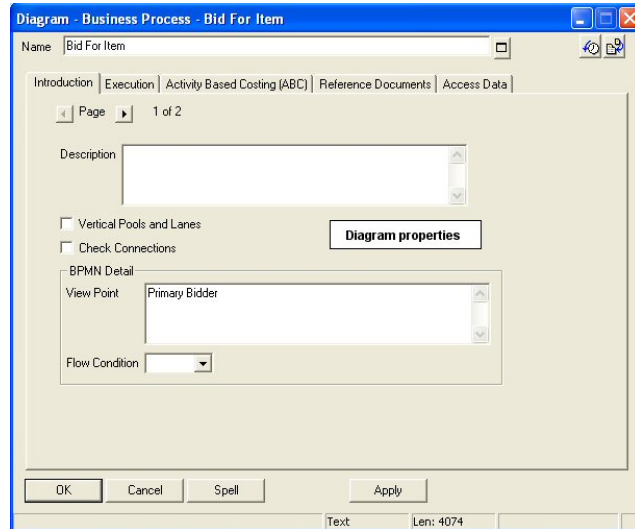 Diagram - Business Process - Bid For Item
Name Bid For Item
Introduction Execution Activity Based Costing (ABC) Reference Documents Access Data
Page 1 of 2
Description
Vertical Pools and Lanes
Diagram properties
Check Connections
BPMN Detail
View Point Primary Bidder
Flow Condition
OK Cancel Spell Apply
Text Len: 4074